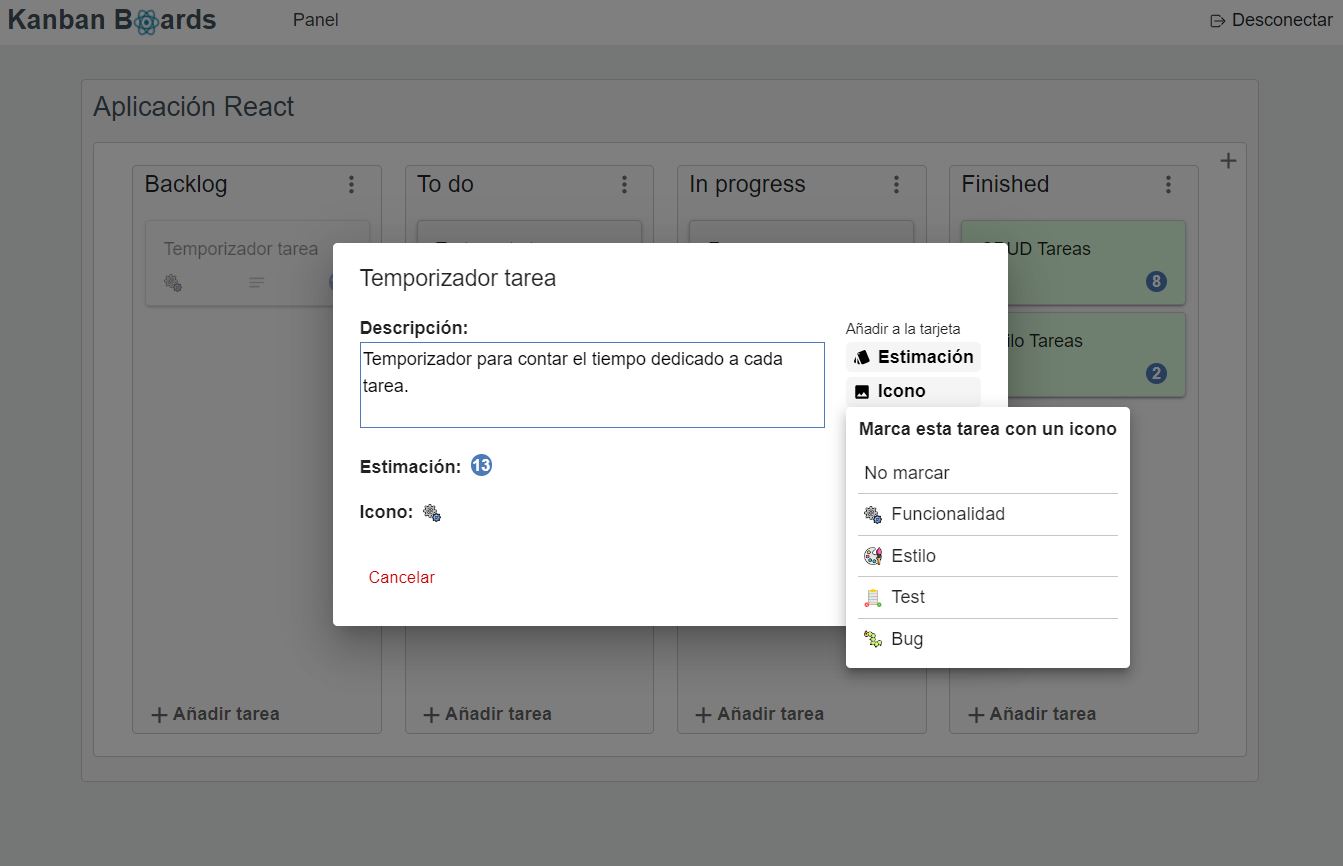 Kanban Boards
Panel
Desconectar
Aplicación React
Backlog
To do
In progress
Finished
Temporizador tarea
UD Tareas
8
ilo Tareas
2
Temporizador tarea
Descripción:
Temporizador para contar el tiempo dedicado a cada
tarea.
Estimación: 13
Icono:
Cancelar
Añadir a la tarjeta
Estimación
Icono
Marca esta tarea con un icono
No marcar
Funcionalidad
Estilo
Test
Bug
Añadir tarea
Añadir tarea
Añadir tarea
Añadir tarea